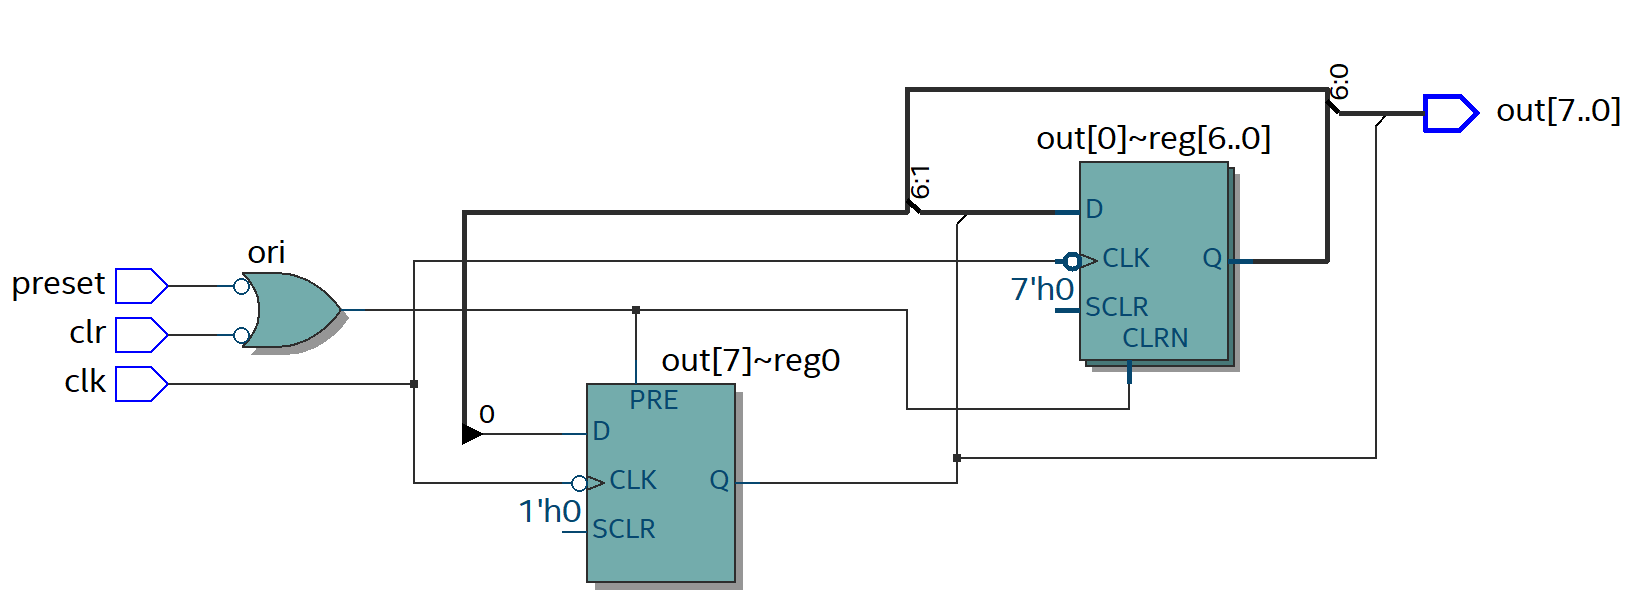 6:0
out[7..0]
out[0]~reg[6..0]
6:1
D
ori
CLK
Q
preset
7'h0
SCLR
clr
CLRN
out[7]~reg0
clk
PRE
0
D
CLK
Q
1'h0
SCLR